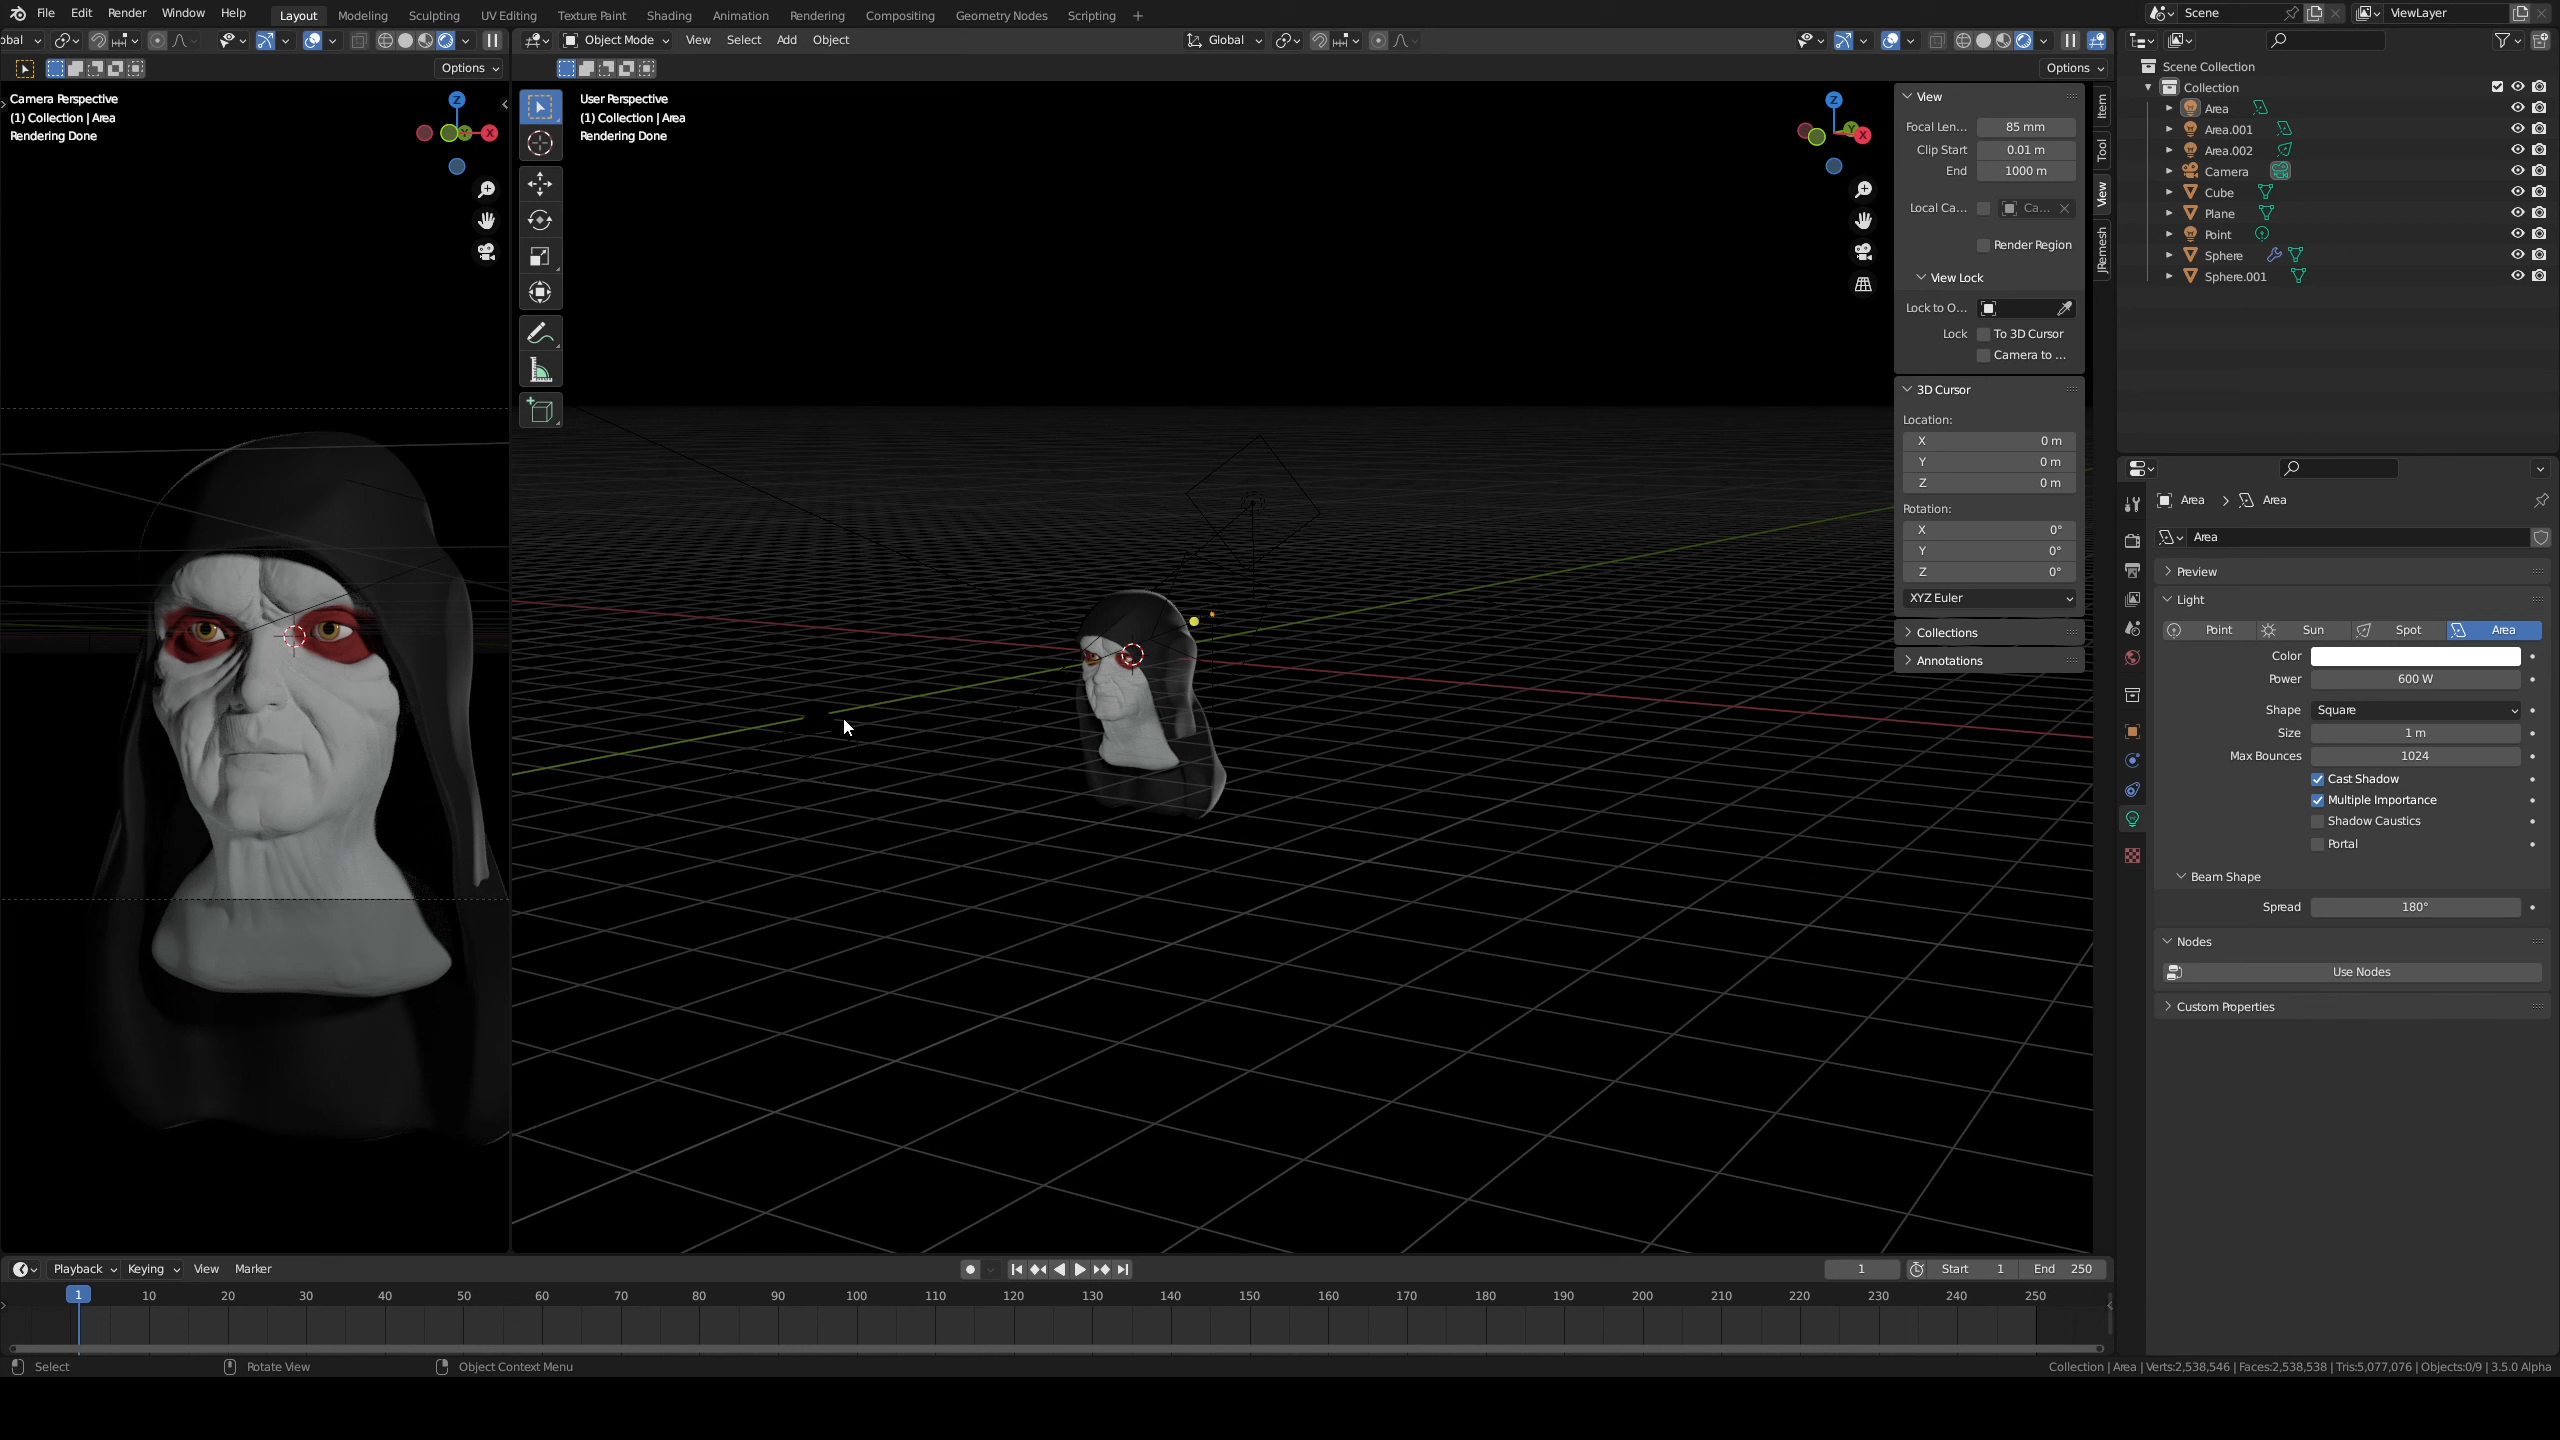 File Edit Render Window Help Layout Modeling Sculpting UV Editing Texture Paint Shading Animation Rendering Compositing Geometry Nodes Scripting + Scene ViewLayer
obal Object Mode View Select Add Object Global
Options Options
Camera Perspective
(1) Collection | Area
Rendering Done
Z
X
User Perspective
(1) Collection | Area
Rendering Done
Z
Y
X
View
Focal Len... 85 mm
Clip Start 0.01 m
End 1000 m
Local Ca... Ca...
Render Region
View Lock
Lock to O...
Lock To 3D Cursor
Camera to ...
3D Cursor
Location:
X 0 m
Y 0 m
Z 0 m
Rotation:
X 0°
Y 0°
Z 0°
XYZ Euler
Collections
Annotations
Item
Tool
View
JRemesh
Scene Collection
Collection
Area
Area.001
Area.002
Camera
Cube
Plane
Point
Sphere
Sphere.001
Area > Area
Area
Preview
Light
Point Sun Spot Area
Color
Power 600 W
Shape Square
Size 1 m
Max Bounces 1024
Cast Shadow
Multiple Importance
Shadow Caustics
Portal
Beam Shape
Spread 180°
Nodes
Use Nodes
Custom Properties
Playback Keying View Marker 1 Start 1 End 250
1 10 20 30 40 50 60 70 80 90 100 110 120 130 140 150 160 170 180 190 200 210 220 230 240 250
Select Rotate View Object Context Menu Collection | Area | Verts:2,538,546 | Faces:2,538,538 | Tris:5,077,076 | Objects:0/9 | 3.5.0 Alpha